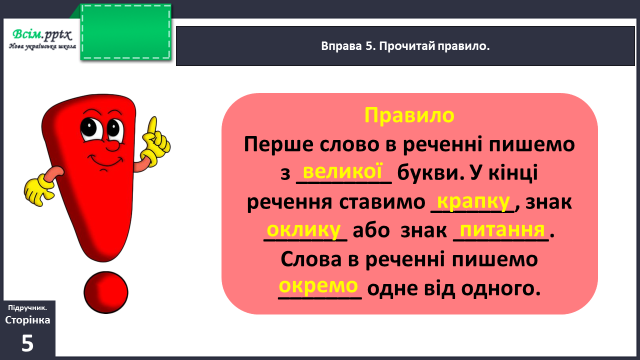 Всім.pptx
Нова українська школа
Вправа 5. Прочитай правило.
Правило
Перше слово в реченні пишемо
з великої букви. У кінці
речення ставимо крапку, знак
оклику або знак питання.
Слова в реченні пишемо
окремо одне від одного.
Підручник.
Сторінка
5